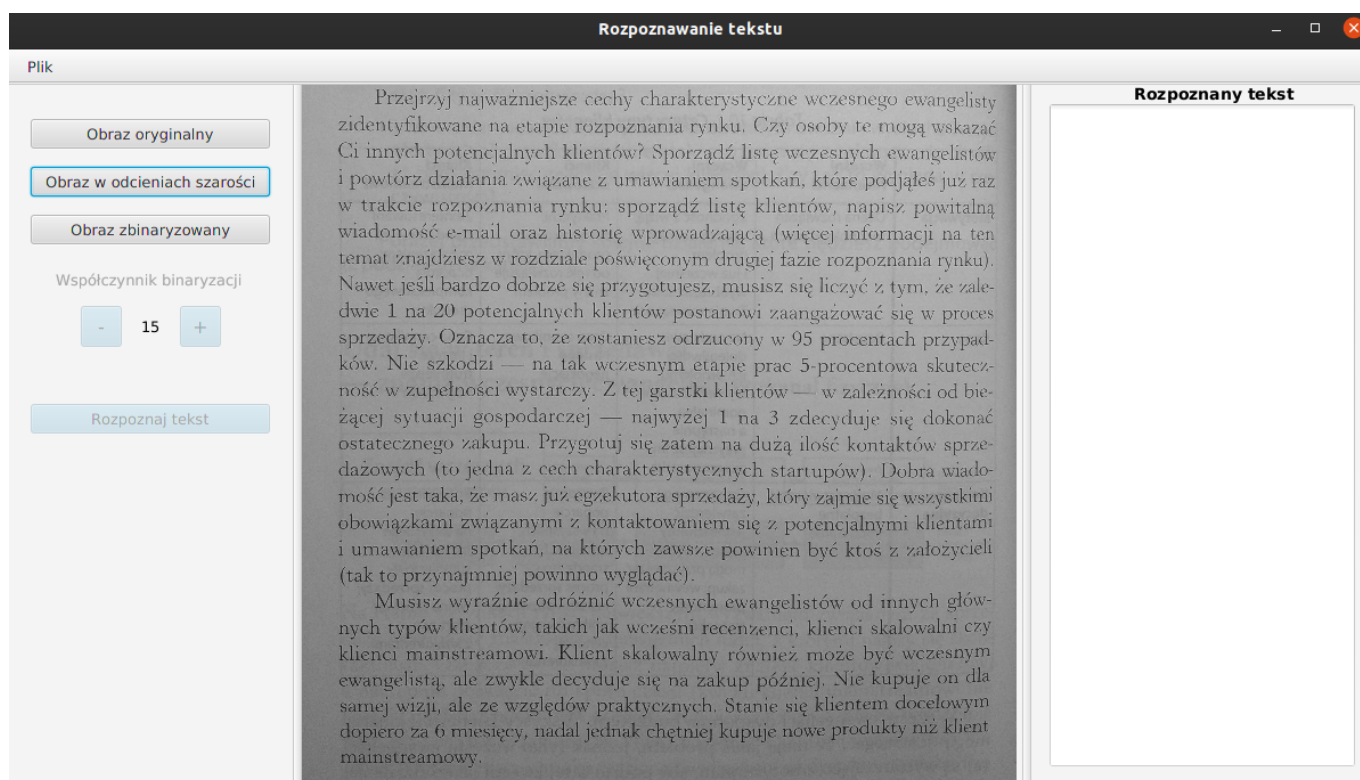 Rozpoznawanie tekstu
Plik
Obraz oryginalny
Obraz w odcieniach szarości
Obraz zbinaryzowany
Współczynnik binaryzacji
- 15 +
Rozpoznaj tekst
Przejrzyj najważniejsze cechy charakterystyczne wczesnego ewangelisty
zidentyfikowane na etapie rozpoznania rynku. Czy osoby te mogą wskazać
Ci innych potencjalnych klientów? Sporządź listę wczesnych ewangelistów
i powtórz działania związane z umawianiem spotkań, które podjąłeś już raz
w trakcie rozpoznania rynku: sporządź listę klientów, napisz powitalną
wiadomość e-mail oraz historię wprowadzającą (więcej informacji na ten
temat znajdziesz w rozdziale poświęconym drugiej fazie rozpoznania rynku).
Nawet jeśli bardzo dobrze się przygotujesz, musisz się liczyć z tym, że zale-
dwie 1 na 20 potencjalnych klientów postanowi zaangażować się w proces
sprzedaży. Oznacza to, że zostaniesz odrzucony w 95 procentach przypad-
ków. Nie szkodzi — na tak wczesnym etapie prac 5-procentowa skutecz-
ność w zupełności wystarczy. Z tej garstki klientów — w zależności od bie-
żącej sytuacji gospodarczej — najwyżej 1 na 3 zdecyduje się dokonać
ostatecznego zakupu. Przygotuj się zatem na dużą ilość kontaktów sprze-
dażowych (to jedna z cech charakterystycznych startupów). Dobra wiado-
mość jest taka, że masz już egzekutora sprzedaży, który zajmie się wszystkimi
obowiązkami związanymi z kontaktowaniem się z potencjalnymi klientami
i umawianiem spotkań, na których zawsze powinien być ktoś z założycieli
(tak to przynajmniej powinno wyglądać).
Musisz wyraźnie odróżnić wczesnych ewangelistów od innych głów-
nych typów klientów, takich jak wcześni recenzenci, klienci skalowalni czy
klienci mainstreamowi. Klient skalowalny również może być wczesnym
ewangelistą, ale zwykle decyduje się na zakup później. Nie kupuje on dla
samej wizji, ale ze względów praktycznych. Stanie się klientem docelowym
dopiero za 6 miesięcy, nadal jednak chętniej kupuje nowe produkty niż klient
mainstreamowy.
Rozpoznany tekst